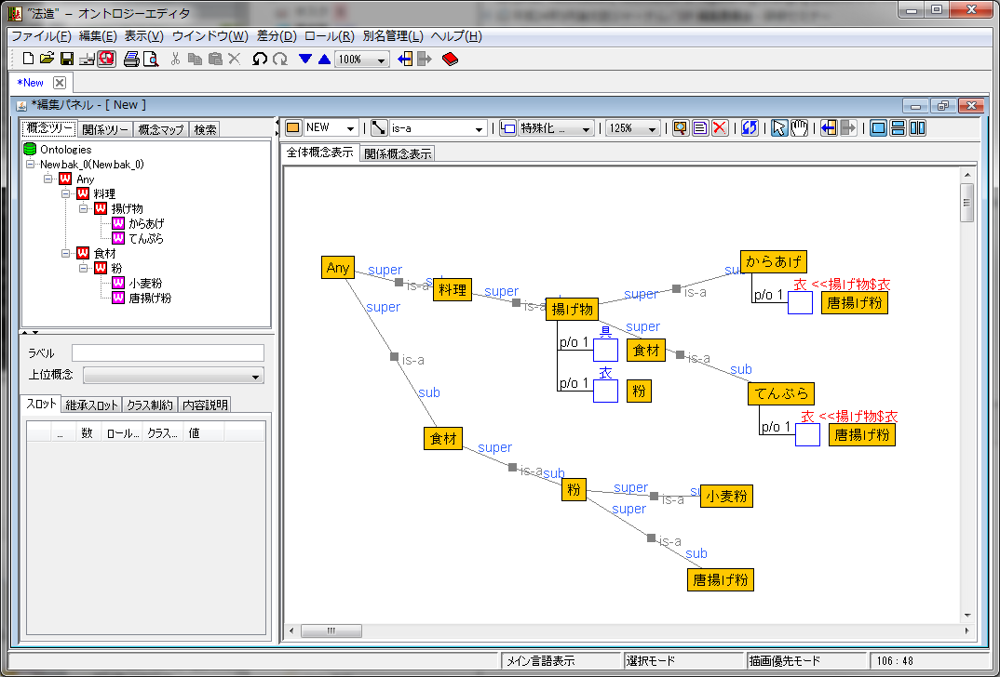 "法造" − オントロジーエディタ
ファイル(F) 編集(E) 表示(V) ウインドウ(W) 差分(D) ロール(R) 別名管理(L) ヘルプ(H)
100%
*New
*編集パネル - [ New ]
概念ツリー 関係ツリー 概念マップ 検索
NEW is-a 特殊化 ... 125%
全体概念表示 関係概念表示
Ontologies
New.bak_0(New.bak_0)
Any
料理
揚げ物
からあげ
てんぷら
食材
粉
小麦粉
唐揚げ粉
ラベル
上位概念
スロット 継承スロット クラス制約 内容説明
... 数 ロール... クラス... 値
Any
super
is-a
料理
super
is-a
揚げ物
super
sub
is-a
からあげ
衣 <<揚げ物$衣
p/o 1
唐揚げ粉
super
is-a
sub
てんぷら
衣 <<揚げ物$衣
p/o 1
唐揚げ粉
具
p/o 1
食材
衣
p/o 1
粉
super
is-a
sub
食材
super
is-a
sub
粉
super
is-a
小麦粉
super
is-a
sub
唐揚げ粉
メイン言語表示 選択モード 描画優先モード 106 : 48